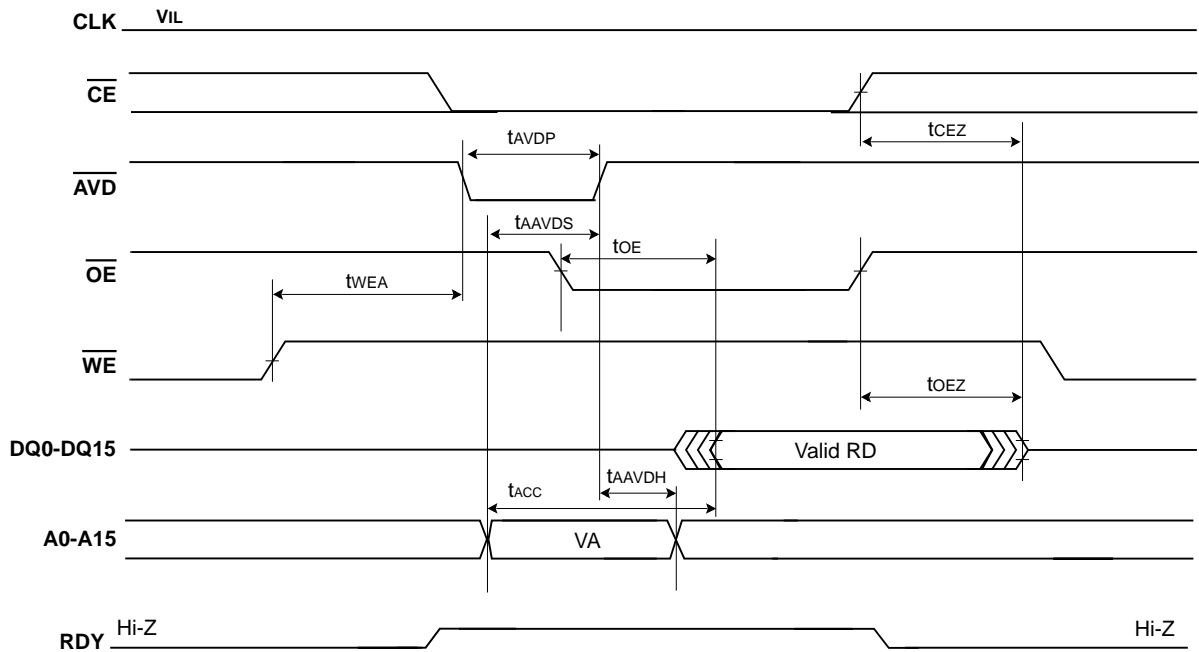 CLK VIL
CE
tCEZ
tAVDP
AVD
tAAVDS
tOE
OE
tWEA
WE
tOEZ
DQ0-DQ15 Valid RD
tAAVDH
tACC
A0-A15 VA
Hi-Z Hi-Z
RDY